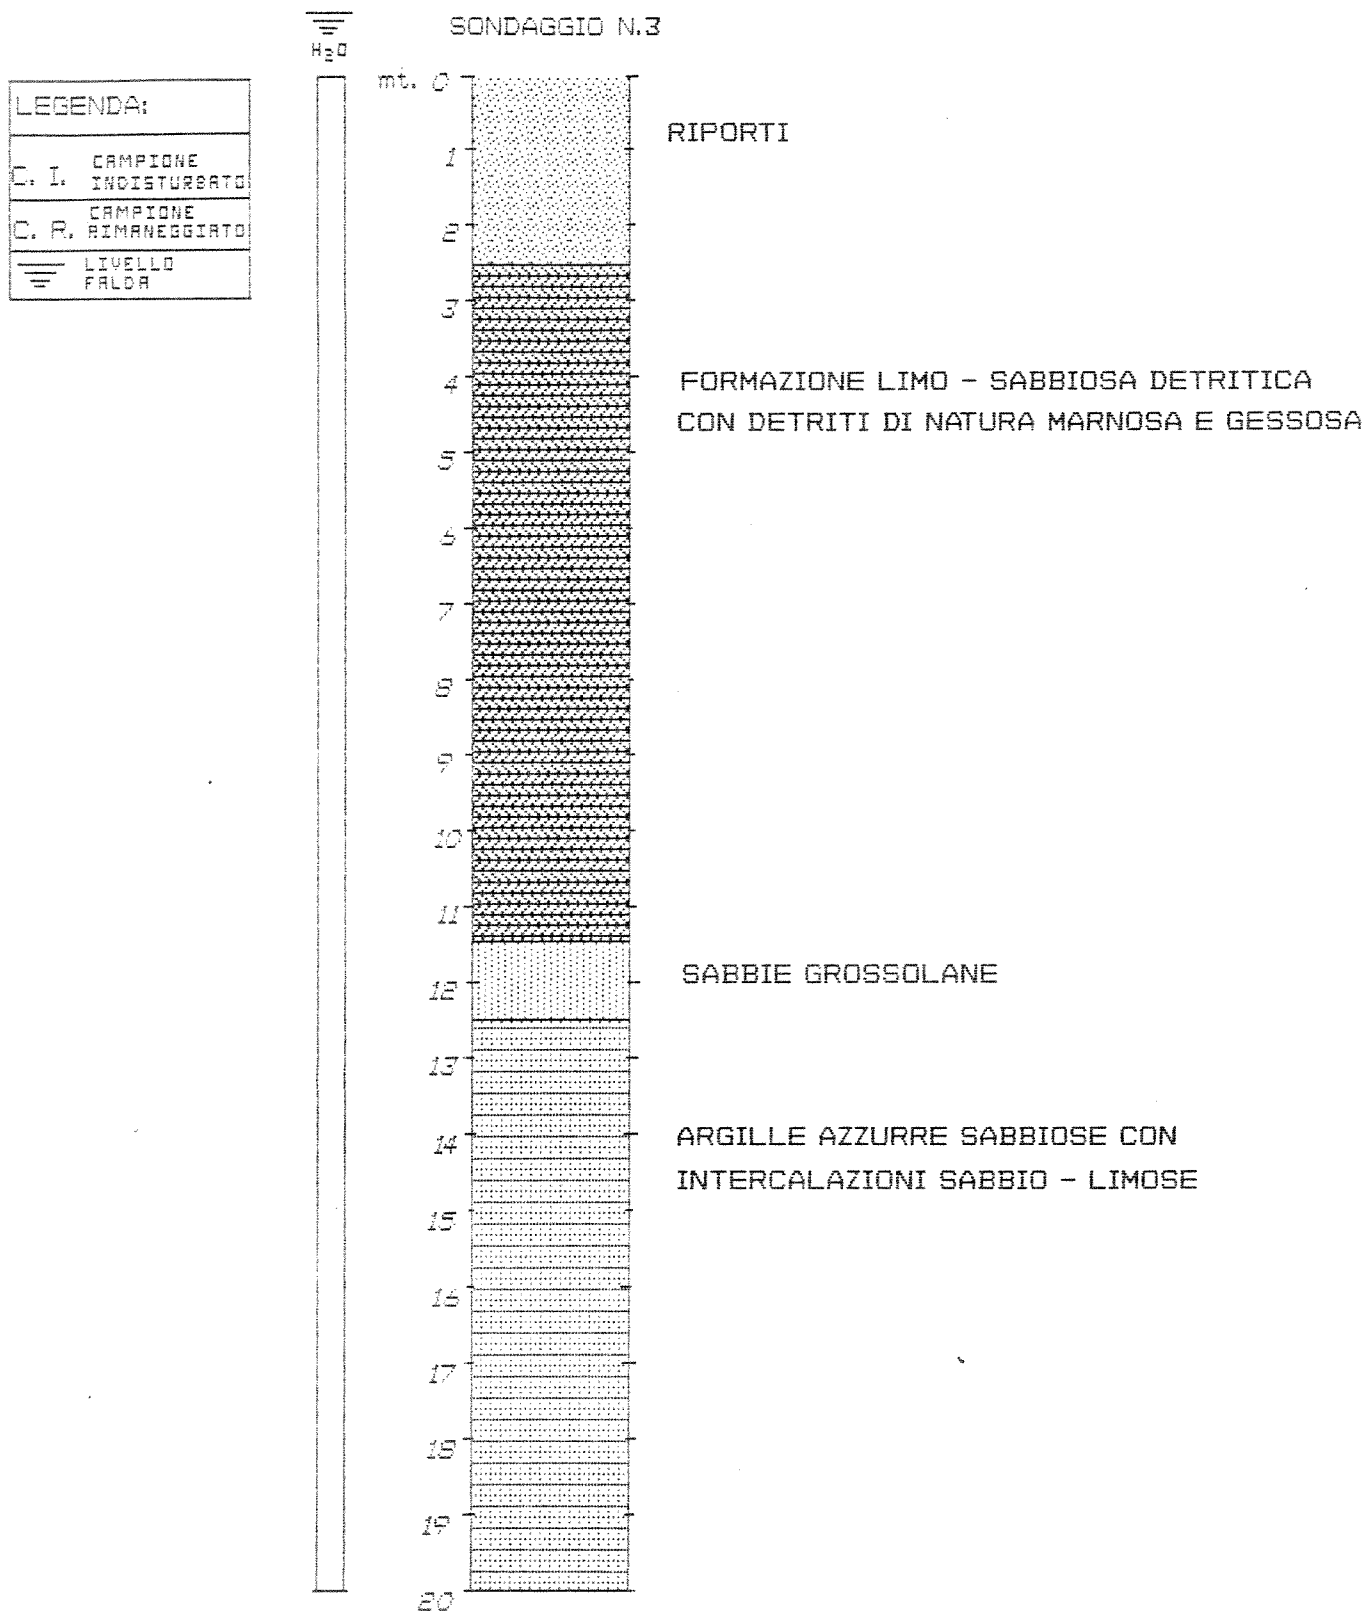 SONDAGGIO N.3
H2O
mt. 0
LEGENDA:
C. I. CAMPIONE
INDISTURBATO
C. R. CAMPIONE
RIMANEGGIATO
LIVELLO
FALDA
RIPORTI
1
2
3
4
FORMAZIONE LIMO - SABBIOSA DETRITICA
CON DETRITI DI NATURA MARNOSA E GESSOSA
5
6
7
8
9
10
11
SABBIE GROSSOLANE
12
13
14
ARGILLE AZZURRE SABBIOSE CON
INTERCALAZIONI SABBIO - LIMOSE
15
16
17
18
19
20